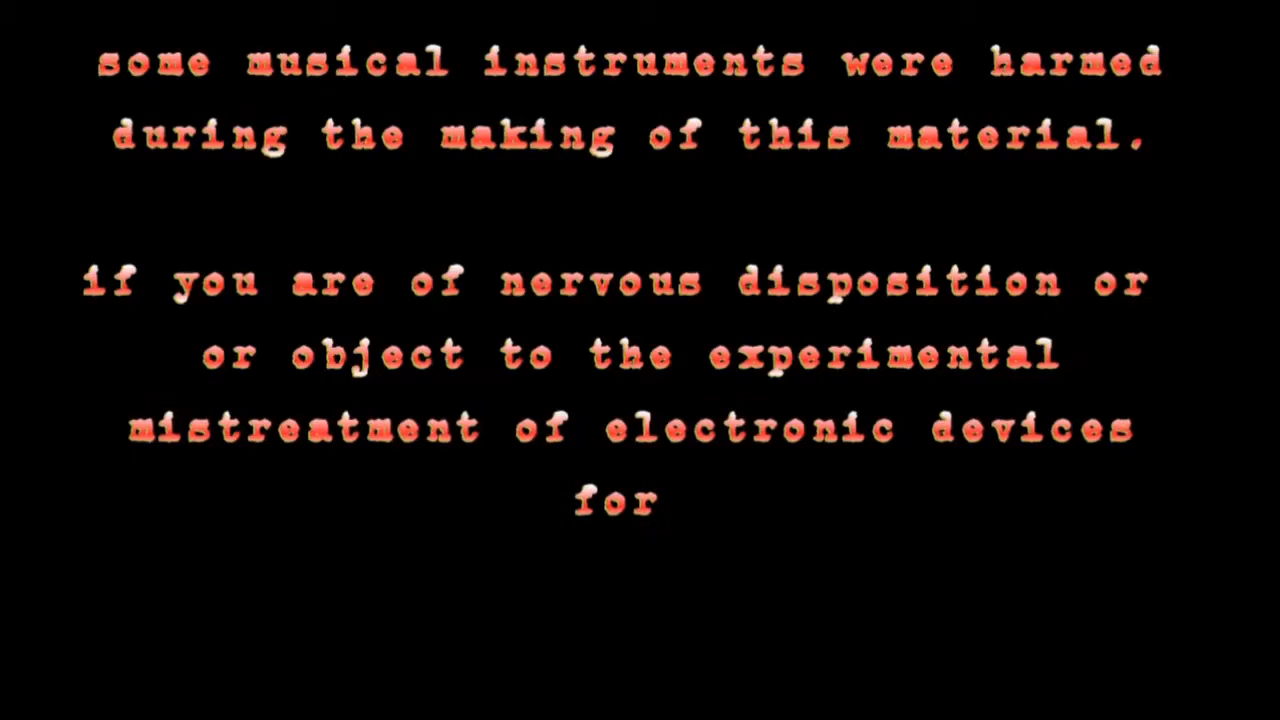 some musical instruments were harmed
during the making of this material.
if you are of nervous disposition or
or object to the experimental
mistreatment of electronic devices
for